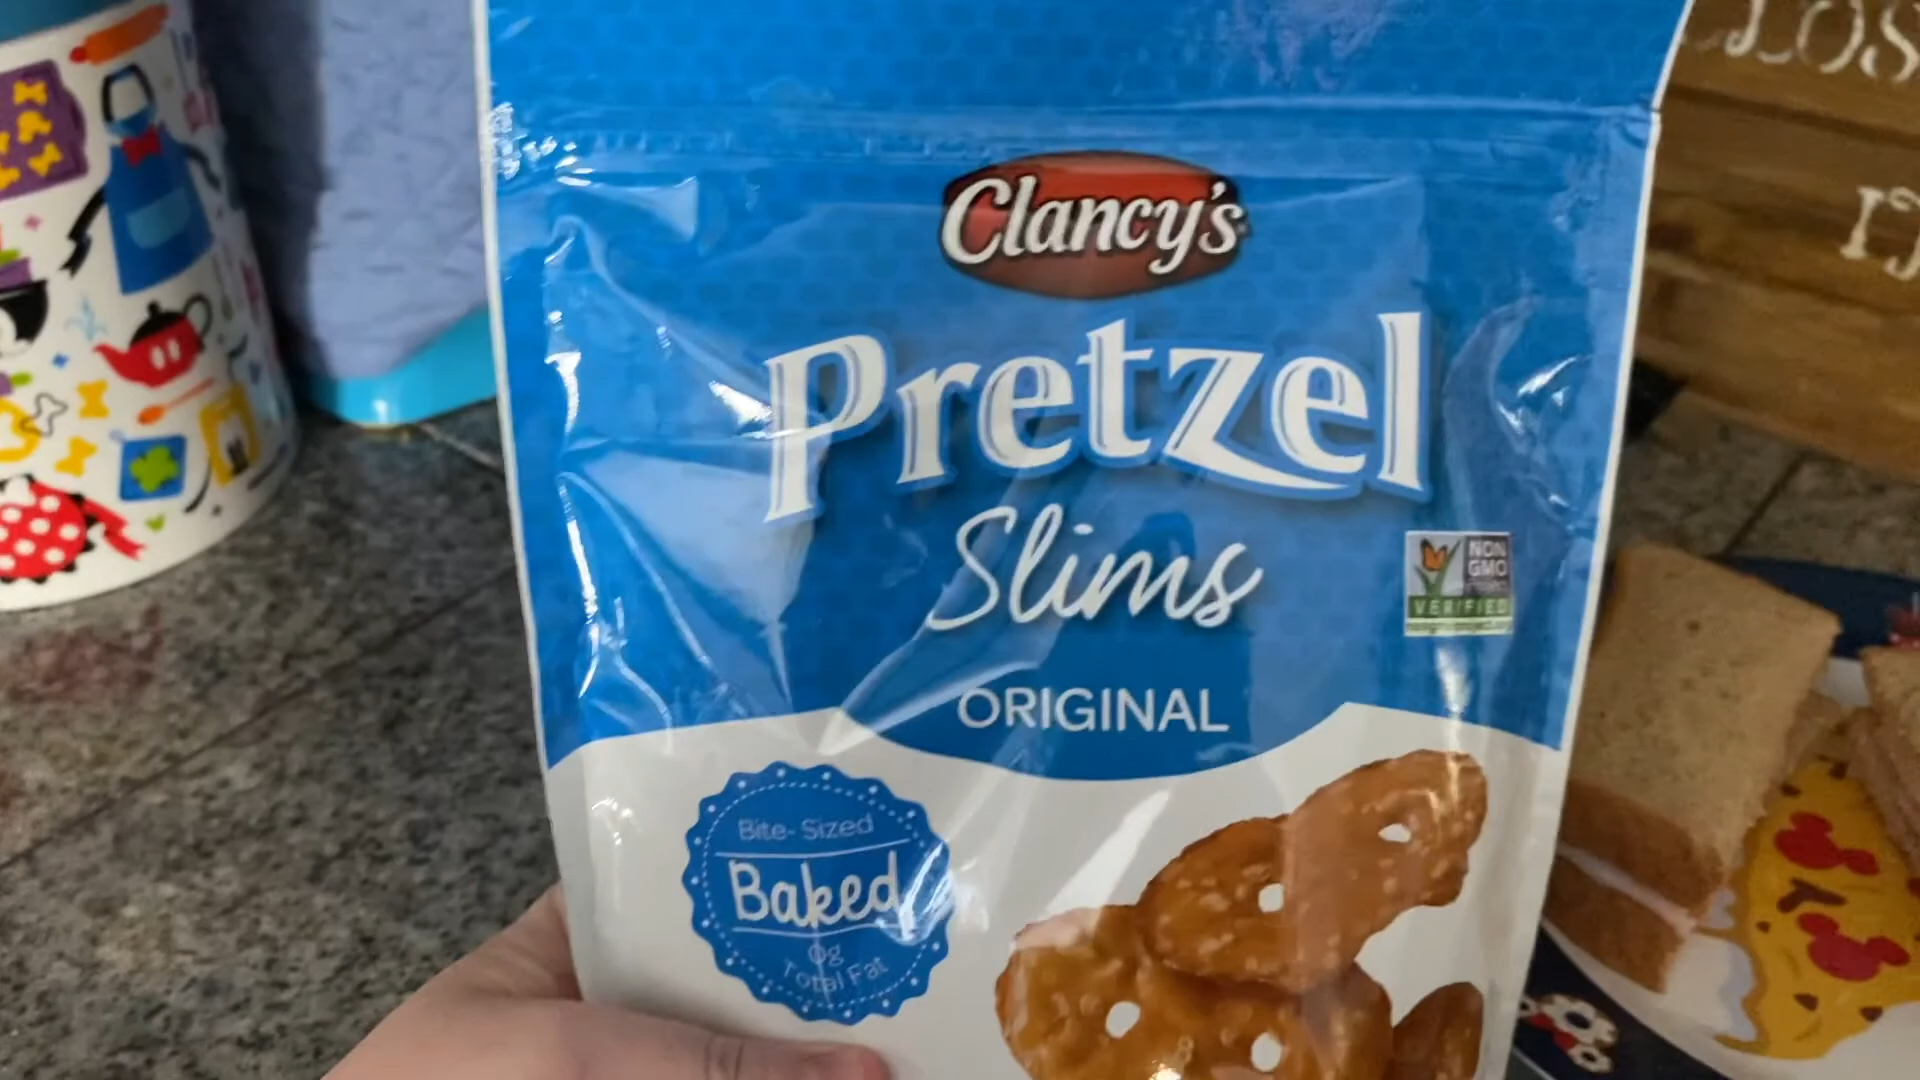 Clancy's
Pretzel
Slims
ORIGINAL
NON
GMO
VERIFIED
Bite-Sized
Baked
0g
Total Fat